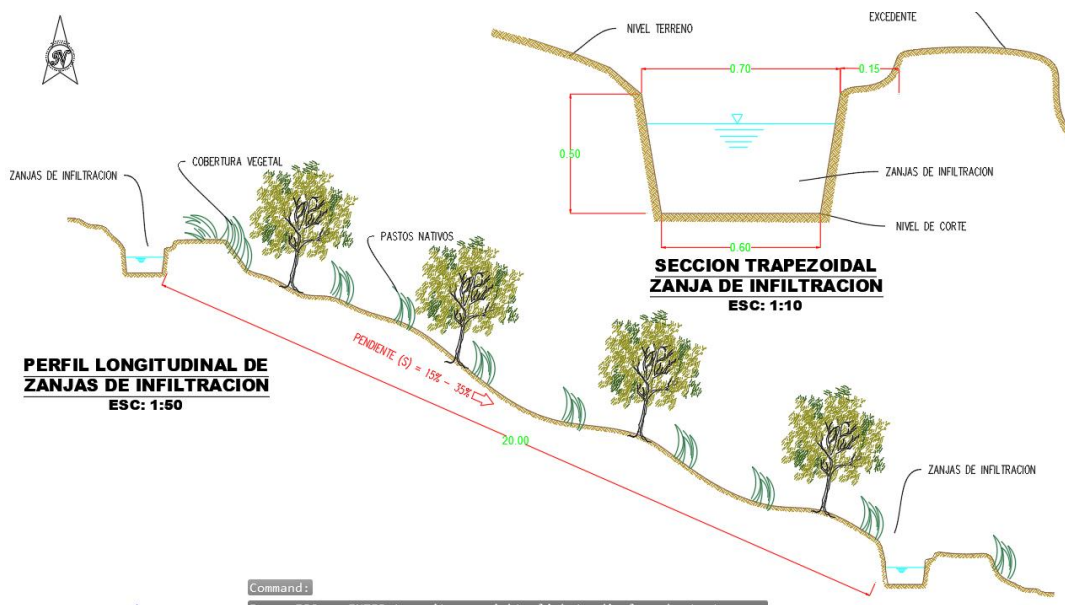 N
NIVEL TERRENO
EXCEDENTE
0.70
0.15
0.50
ZANJAS DE INFILTRACION
NIVEL DE CORTE
0.60
SECCION TRAPEZOIDAL
ZANJA DE INFILTRACION
ESC: 1:10
ZANJAS DE INFILTRACION
COBERTURA VEGETAL
PASTOS NATIVOS
PENDIENTE (S) = 15% - 35%
20.00
ZANJAS DE INFILTRACION
PERFIL LONGITUDINAL DE
ZANJAS DE INFILTRACION
ESC: 1:50
Command: